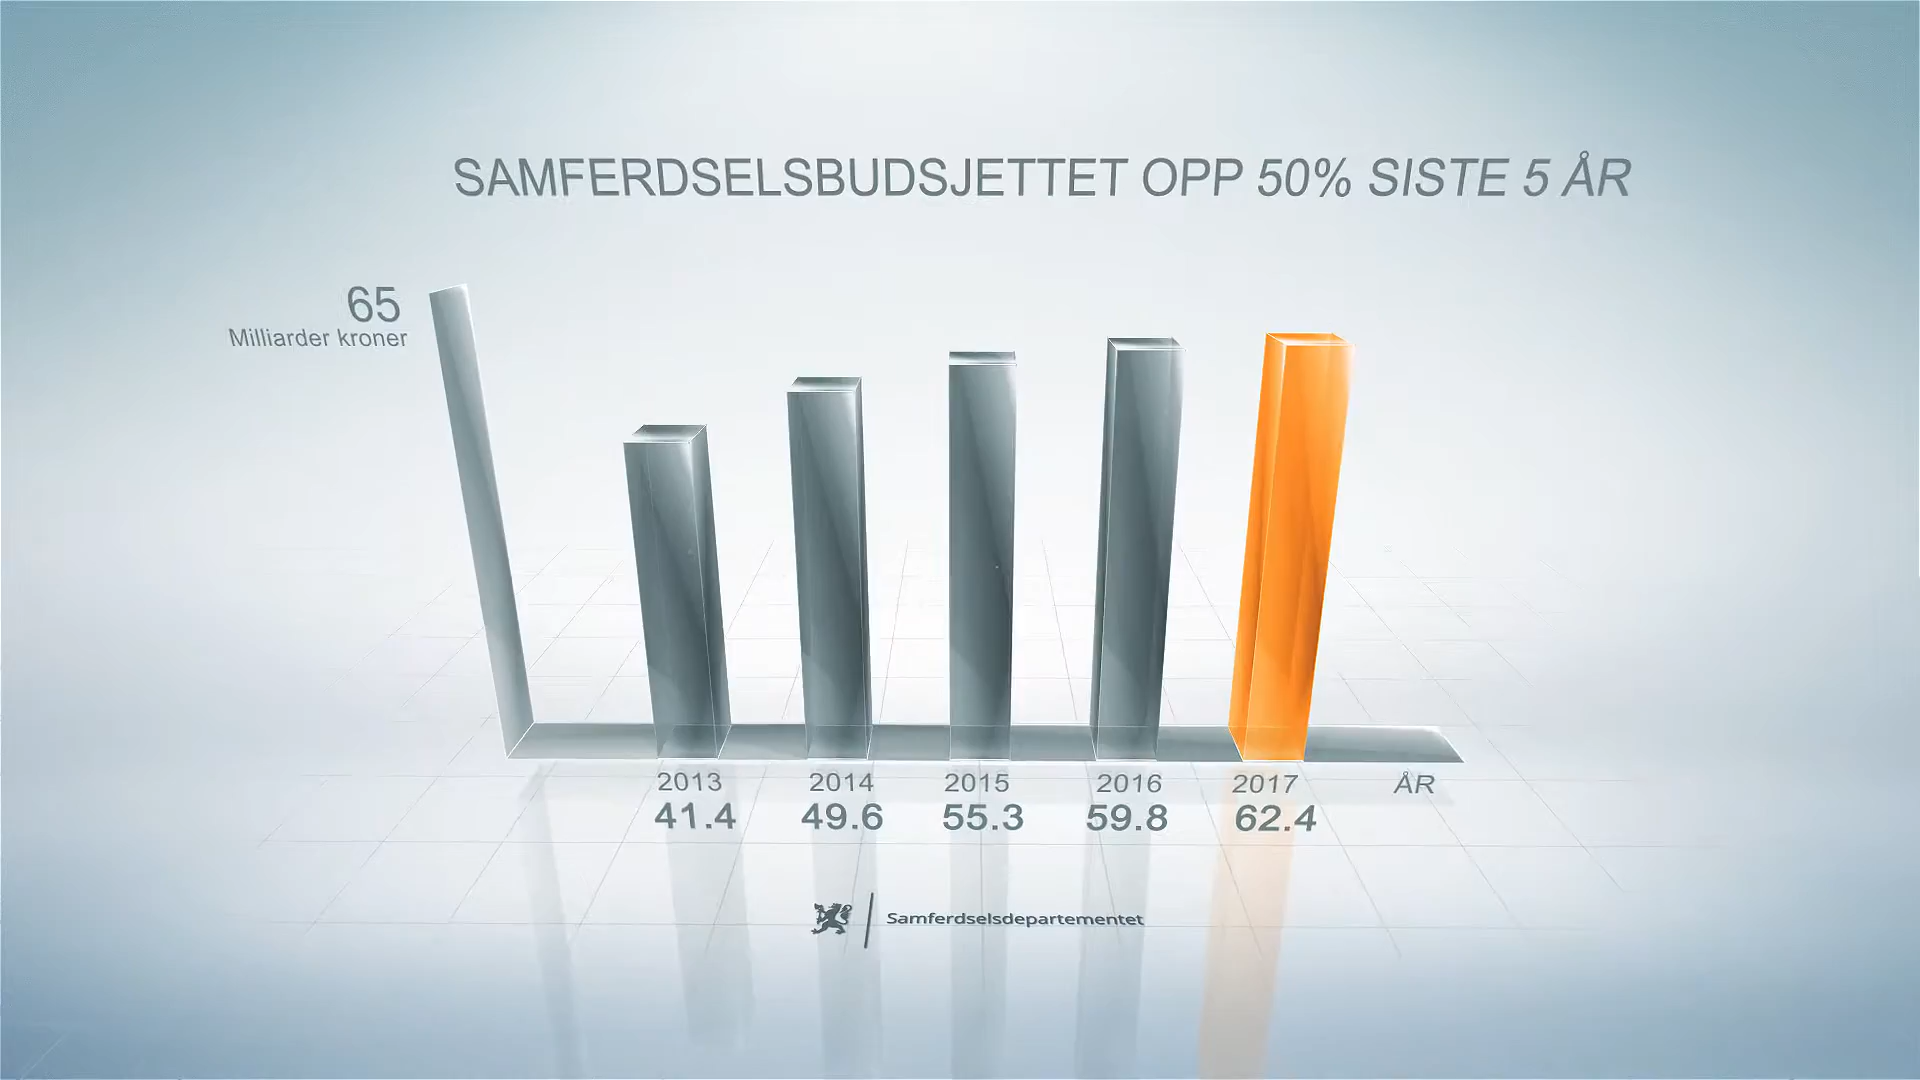 SAMFERDSELSBUDSJETTET OPP 50% SISTE 5 ÅR
65
Milliarder kroner
2013 2014 2015 2016 2017 ÅR
41.4 49.6 55.3 59.8 62.4
Samferdselsdepartementet